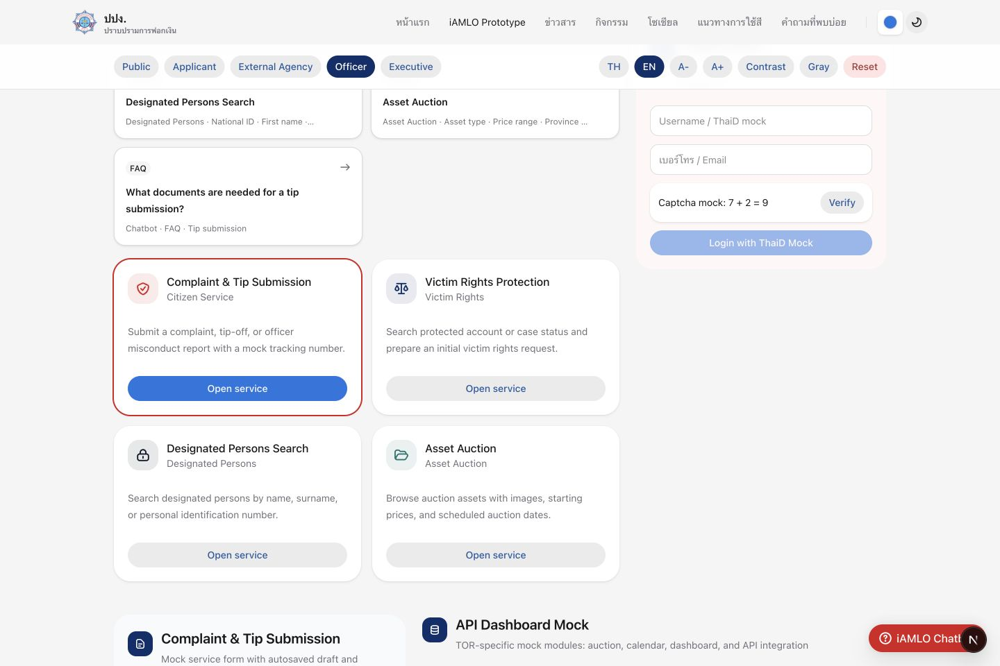 ปปง.
ปราบปรามการฟอกเงิน
หน้าแรก
iAMLO Prototype
ข่าวสาร
กิจกรรม
โซเชียล
แนวทางการใช้สี
คำถามที่พบบ่อย
Public
Applicant
External Agency
Officer
Executive
TH
EN
A-
A+
Contrast
Gray
Reset
Designated Persons Search
Designated Persons · National ID · First name ·...
Asset Auction
Asset Auction · Asset type · Price range · Province ...
FAQ
What documents are needed for a tip
submission?
Chatbot · FAQ · Tip submission
Username / ThaiD mock
เบอร์โทร / Email
Captcha mock: 7 + 2 = 9
Verify
Login with ThaiD Mock
Complaint & Tip Submission
Citizen Service
Submit a complaint, tip-off, or officer
misconduct report with a mock tracking number.
Open service
Victim Rights Protection
Victim Rights
Search protected account or case status and
prepare an initial victim rights request.
Open service
Designated Persons Search
Designated Persons
Search designated persons by name, surname,
or personal identification number.
Open service
Asset Auction
Asset Auction
Browse auction assets with images, starting
prices, and scheduled auction dates.
Open service
Complaint & Tip Submission
Mock service form with autosaved draft and
API Dashboard Mock
TOR-specific mock modules: auction, calendar, dashboard, and API integration
iAMLO Chatb
N